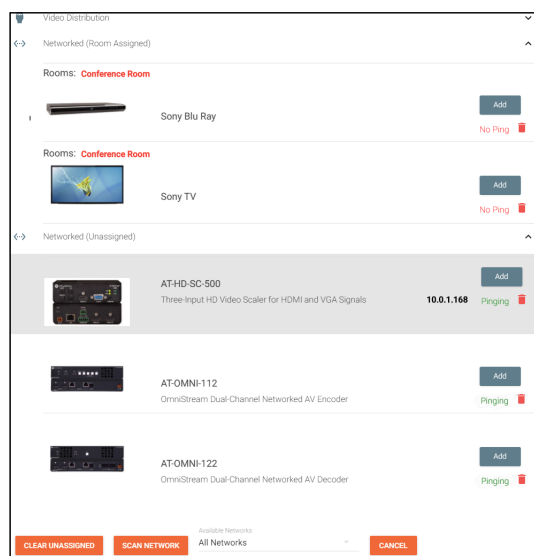 Video Distribution
Networked (Room Assigned)
Rooms: Conference Room
Add
Sony Blu Ray
No Ping
Rooms: Conference Room
Add
Sony TV
No Ping
Networked (Unassigned)
Add
AT-HD-SC-500
Three-Input HD Video Scaler for HDMI and VGA Signals
10.0.1.168
Pinging
Add
AT-OMNI-112
OmniStream Dual-Channel Networked AV Encoder
Pinging
Add
AT-OMNI-122
OmniStream Dual-Channel Networked AV Decoder
Pinging
Available Networks
CLEAR UNASSIGNED
SCAN NETWORK
All Networks
CANCEL